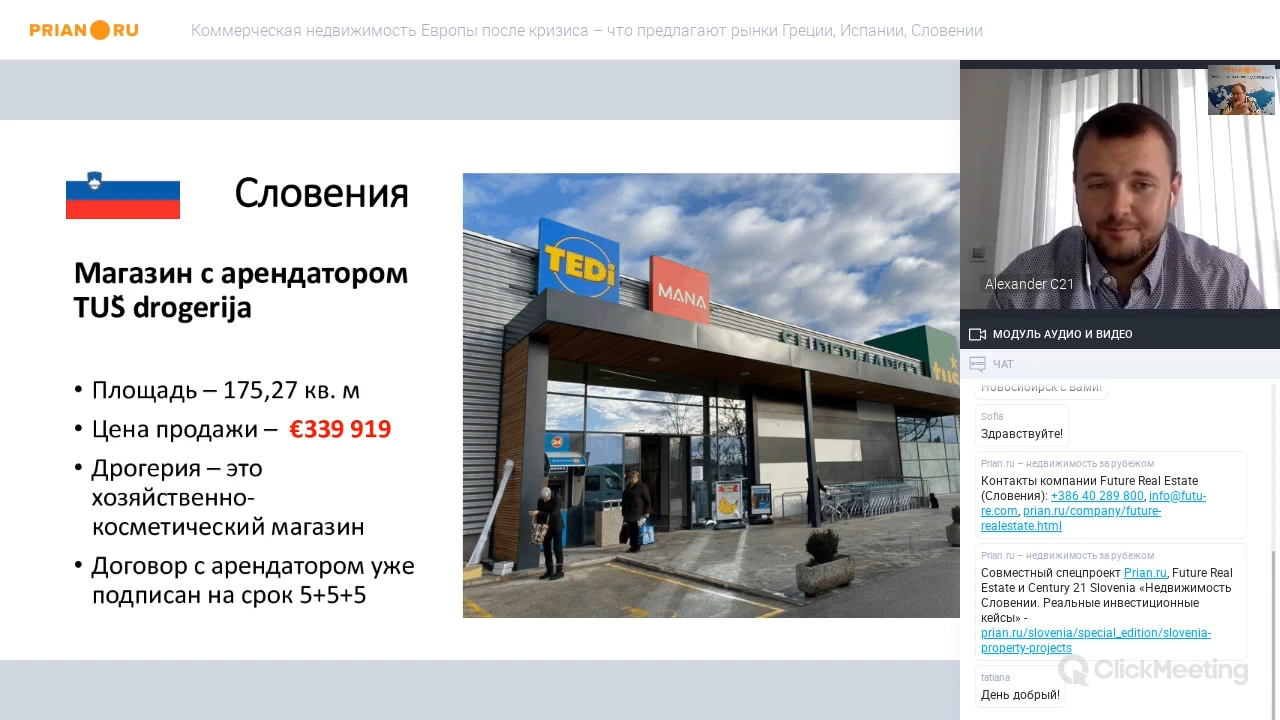 PRIAN RU
Коммерческая недвижимость Европы после кризиса – что предлагают рынки Греции, Испании, Словении
Словения
Магазин с арендатором
TUŠ drogerija
• Площадь – 175,27 кв. м
• Цена продажи – €339 919
• Дрогерия – это
хозяйственно-
косметический магазин
• Договор с арендатором уже
подписан на срок 5+5+5
TEDi
MANA
tuš
PRIAN RU
Alexander C21
МОДУЛЬ АУДИО И ВИДЕО
ЧАТ
Новосибирск с Вами!
Sofia
Здравствуйте!
Prian.ru – недвижимость за рубежом
Контакты компании Future Real Estate
(Словения): +386 40 289 800, info@futu-
re.com, prian.ru/company/future-
realestate.html
Prian.ru – недвижимость за рубежом
Совместный спецпроект Prian.ru, Future Real
Estate и Century 21 Slovenia «Недвижимость
Словении. Реальные инвестиционные
кейсы» -
prian.ru/slovenia/special_edition/slovenia-
property-projects
ClickMeeting
tatiana
День добрый!